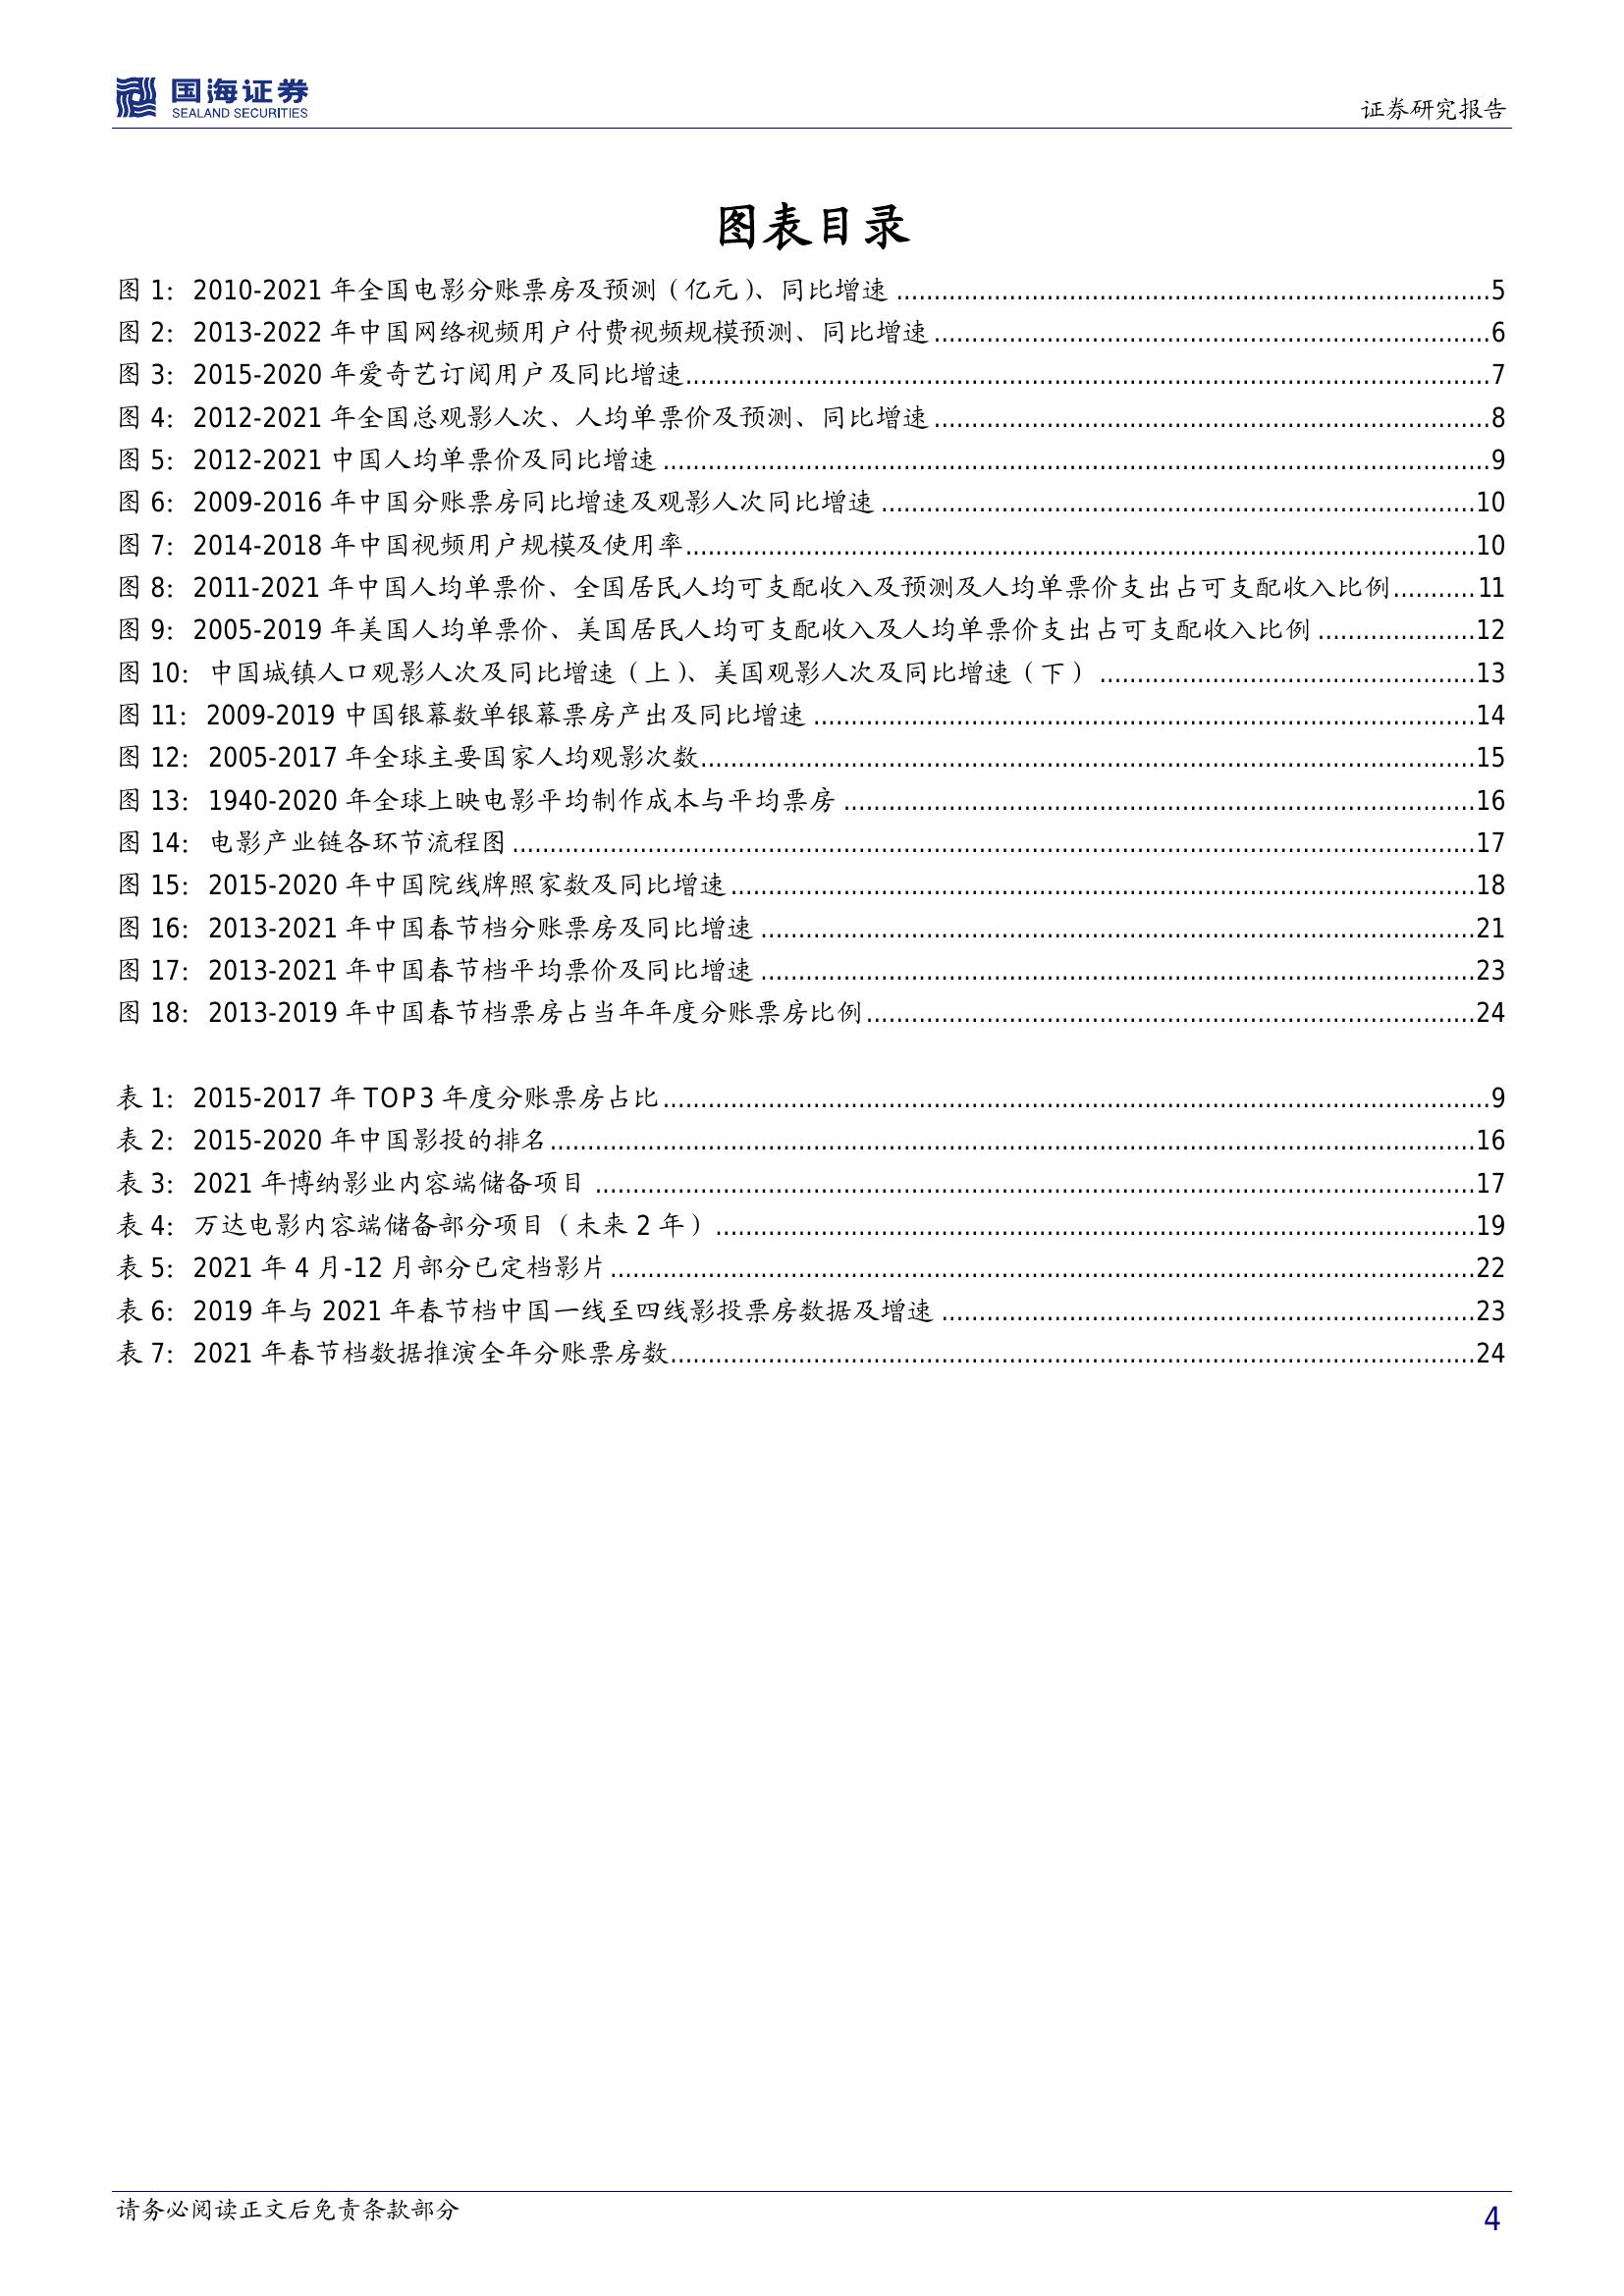 国海证券
SEALAND SECURITIES
证券研究报告
图表目录
图 1：2010-2021 年全国电影分账票房及预测（亿元）、同比增速 ........ 5
图 2：2013-2022 年中国网络视频用户付费视频规模预测、同比增速 ........ 6
图 3：2015-2020 年爱奇艺订阅用户及同比增速 ........ 7
图 4：2012-2021 年全国总观影人次、人均单票价及预测、同比增速 ........ 8
图 5：2012-2021 中国人均单票价及同比增速 ........ 9
图 6：2009-2016 年中国分账票房同比增速及观影人次同比增速 ........ 10
图 7：2014-2018 年中国视频用户规模及使用率 ........ 10
图 8：2011-2021 年中国人均单票价、全国居民人均可支配收入及预测及人均单票价支出占可支配收入比例 ........ 11
图 9：2005-2019 年美国人均单票价、美国居民人均可支配收入及人均单票价支出占可支配收入比例 ........ 12
图 10：中国城镇人口观影人次及同比增速（上）、美国观影人次及同比增速（下） ........ 13
图 11：2009-2019 中国银幕数单银幕票房产出及同比增速 ........ 14
图 12：2005-2017 年全球主要国家人均观影次数 ........ 15
图 13：1940-2020 年全球上映电影平均制作成本与平均票房 ........ 16
图 14：电影产业链各环节流程图 ........ 17
图 15：2015-2020 年中国院线牌照家数及同比增速 ........ 18
图 16：2013-2021 年中国春节档分账票房及同比增速 ........ 21
图 17：2013-2021 年中国春节档平均票价及同比增速 ........ 23
图 18：2013-2019 年中国春节档票房占当年年度分账票房比例 ........ 24
表 1：2015-2017 年 TOP3 年度分账票房占比 ........ 9
表 2：2015-2020 年中国影投的排名 ........ 16
表 3：2021 年博纳影业内容端储备项目 ........ 17
表 4：万达电影内容端储备部分项目（未来 2 年） ........ 19
表 5：2021 年 4 月-12 月部分已定档影片 ........ 22
表 6：2019 年与 2021 年春节档中国一线至四线影投票房数据及增速 ........ 23
表 7：2021 年春节档数据推演全年分账票房数 ........ 24
请务必阅读正文后免责条款部分
4